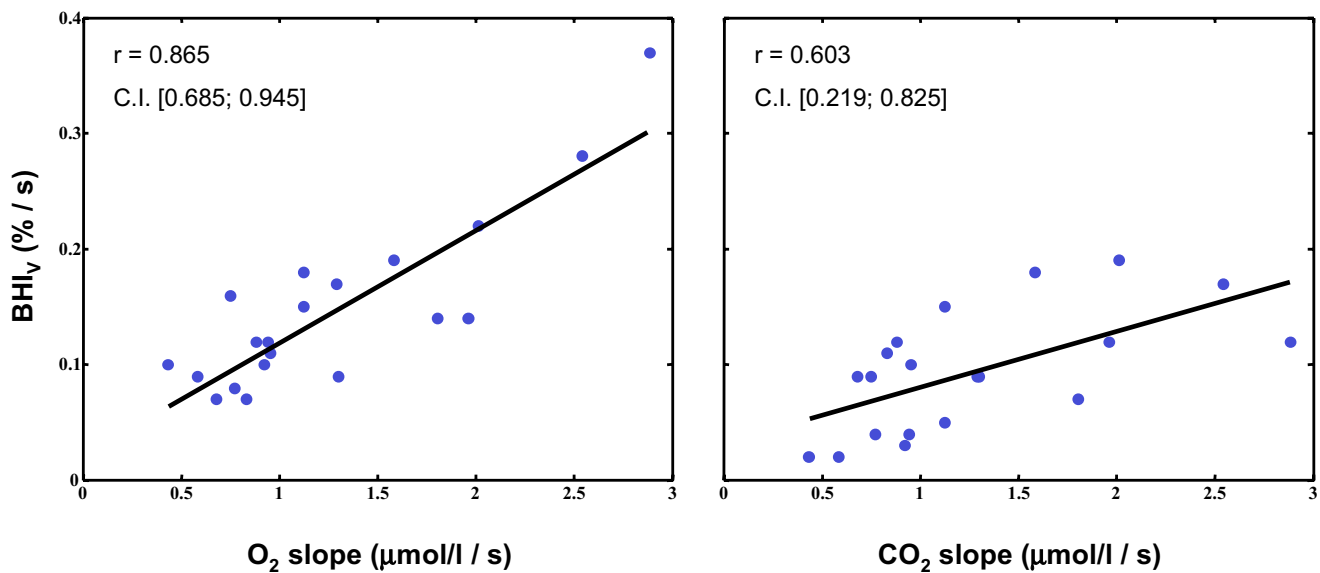 r = 0.865
C.I. [0.685; 0.945]
r = 0.603
C.I. [0.219; 0.825]
BHIV (% / s)
0.4
0.3
0.2
0.1
0
0 0.5 1 1.5 2 2.5 3
0 0.5 1 1.5 2 2.5 3
O2 slope (μmol/l / s)
CO2 slope (μmol/l / s)